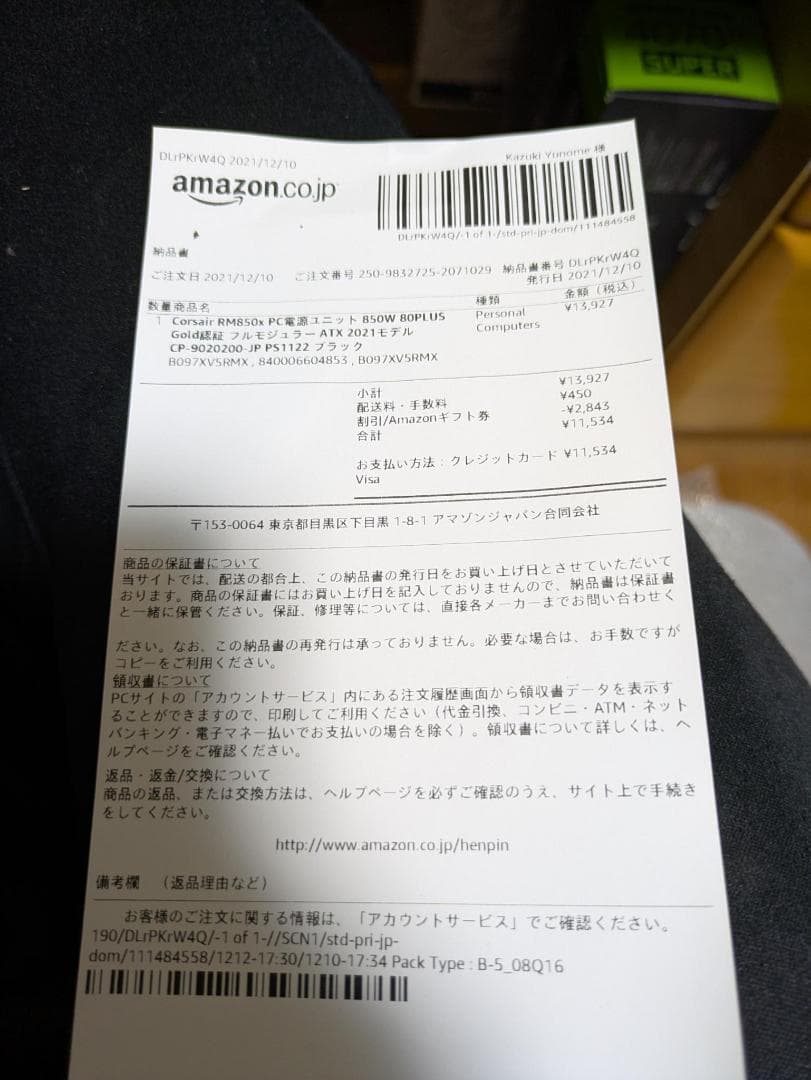 SUPER
DLrPKrW4Q 2021/12/10
Kazuki Yunome 様
amazon.co.jp
DLrPKrW4Q/-1 of 1-/std-pri-jp-dom/111484558
納品書
ご注文日 2021/12/10 ご注文番号 250-9832725-2071029 納品書番号 DLrPKrW4Q
発行日 2021/12/10
数量 商品名 種類 金額（税込）
1 Corsair RM850x PC電源ユニット 850W 80PLUS Personal ¥13,927
Gold認証 フルモジュラー ATX 2021モデル Computers
CP-9020200-JP PS1122 ブラック
B097XV5RMX , 840006604853 , B097XV5RMX
小計 ¥13,927
配送料・手数料 ¥450
割引/Amazonギフト券 -¥2,843
合計 ¥11,534
お支払い方法：クレジットカード ¥11,534
Visa
〒153-0064 東京都目黒区下目黒 1-8-1 アマゾンジャパン合同会社
商品の保証書について
当サイトでは、配送の都合上、この納品書の発行日をお買い上げ日とさせていただいて
おります。商品の保証書にはお買い上げ日を記入しておりませんので、納品書は保証書
と一緒に保管ください。保証、修理等については、直接各メーカーまでお問い合わせく
ださい。なお、この納品書の再発行は承っておりません。必要な場合は、お手数ですが
コピーをご利用ください。
領収書について
PCサイトの「アカウントサービス」内にある注文履歴画面から領収書データを表示す
ることができますので、印刷してご利用ください（代金引換、コンビニ・ATM・ネット
バンキング・電子マネー払いでお支払いの場合を除く）。領収書について詳しくは、ヘ
ルプページをご確認ください。
返品・返金/交換について
商品の返品、または交換方法は、ヘルプページを必ずご確認のうえ、サイト上で手続き
をしてください。
http://www.amazon.co.jp/henpin
備考欄 （返品理由など）
お客様のご注文に関する情報は、「アカウントサービス」でご確認ください。
190/DLrPKrW4Q/-1 of 1-//SCN1/std-pri-jp-
dom/111484558/1212-17:30/1210-17:34 Pack Type : B-5_08Q16